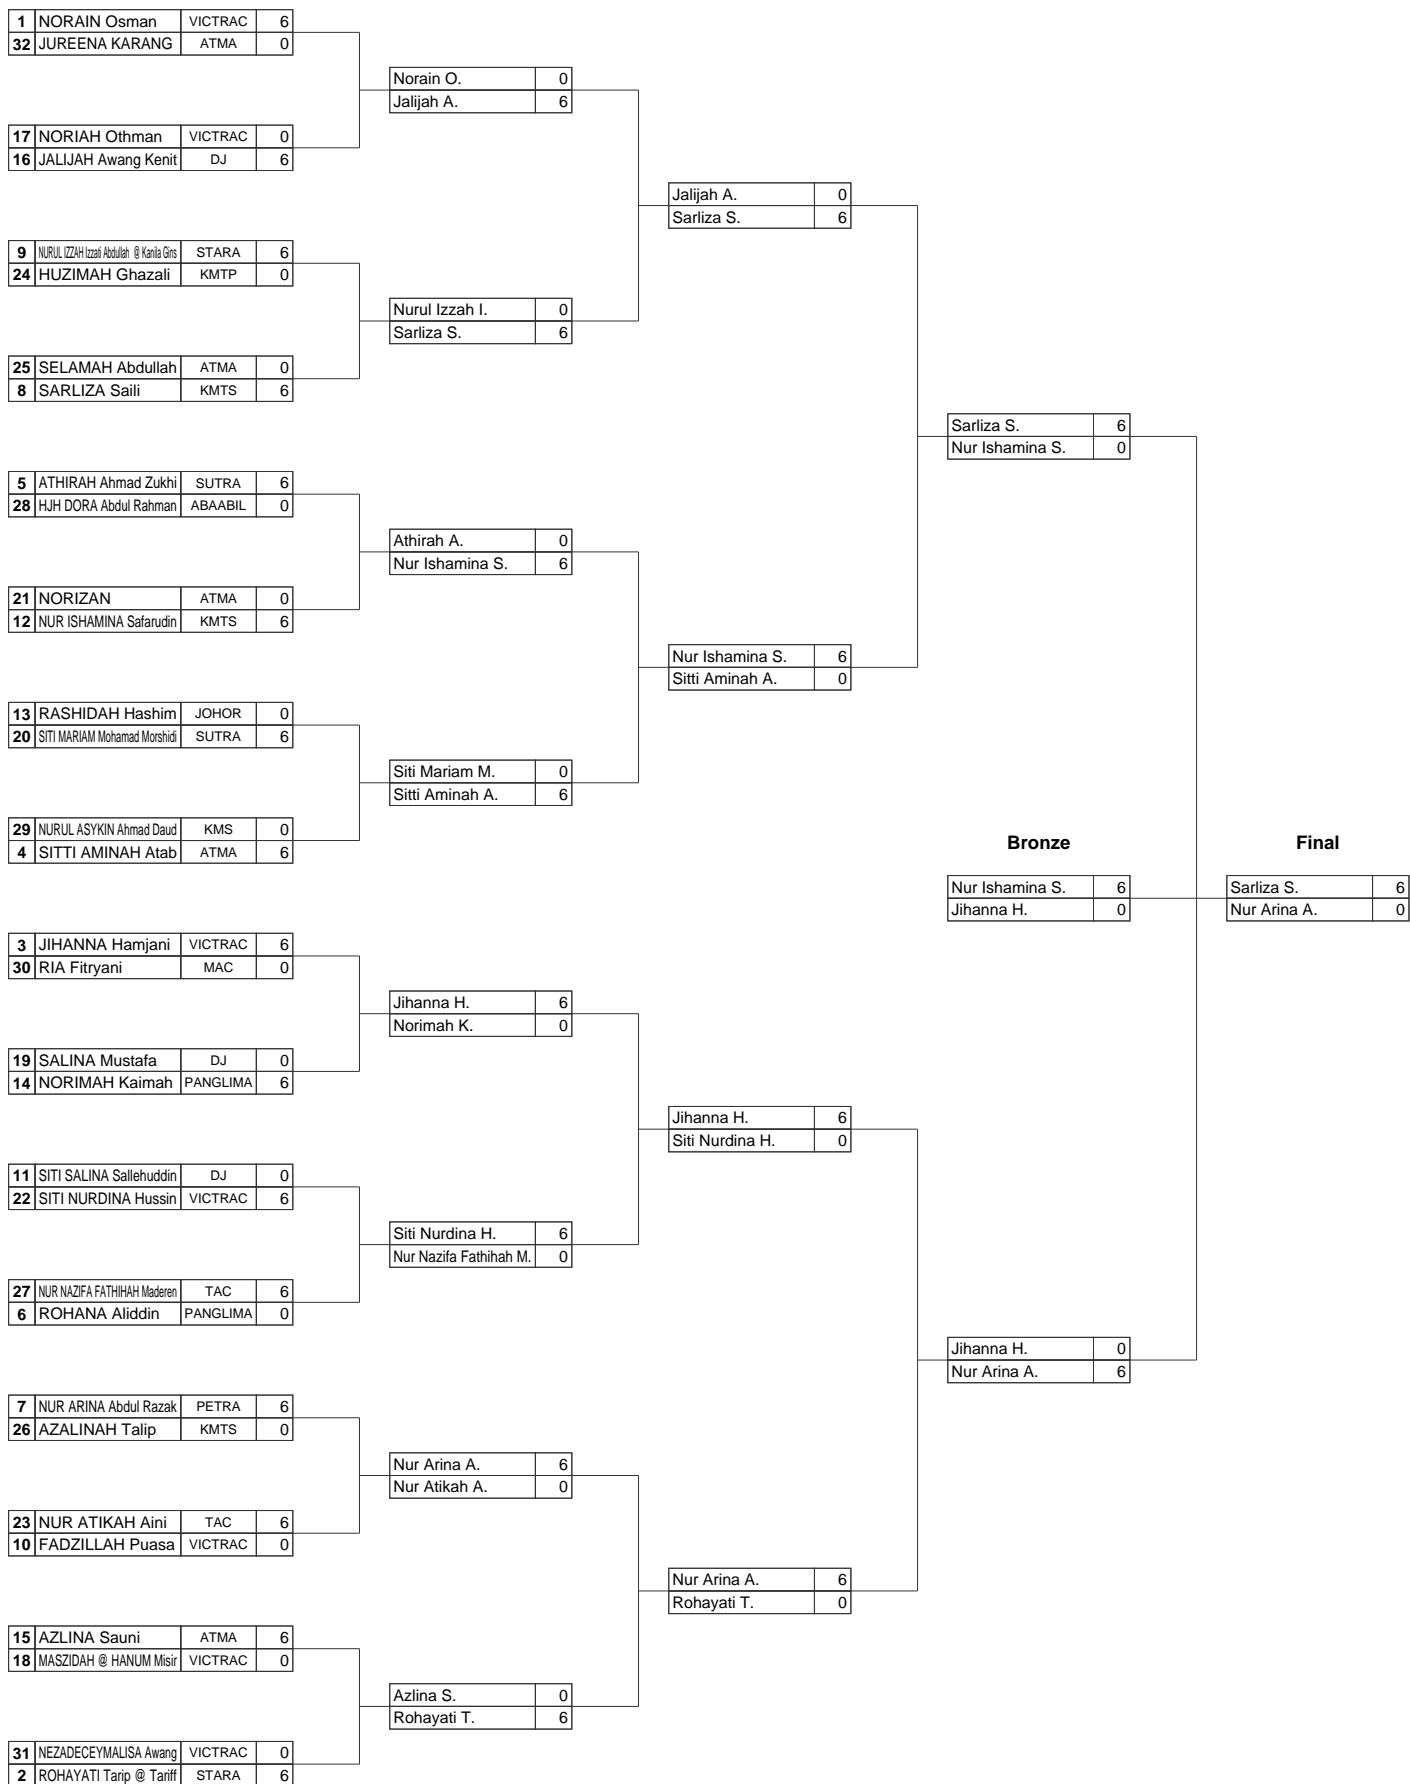 1 NORAIN Osman VICTRAC 6
32 JUREENA KARANG ATMA 0
Norain O. 0
Jalijah A. 6
17 NORIAH Othman VICTRAC 0
16 JALIJAH Awang Kenit DJ 6
Jalijah A. 0
Sarliza S. 6
9 NURUL IZZAH Izzati Abdullah @ Kanila Gins STARA 6
24 HUZIMAH Ghazali KMTP 0
Nurul Izzah I. 0
Sarliza S. 6
25 SELAMAH Abdullah ATMA 0
8 SARLIZA Saili KMTS 6
Sarliza S. 6
Nur Ishamina S. 0
5 ATHIRAH Ahmad Zukhi SUTRA 6
28 HJH DORA Abdul Rahman ABAABIL 0
Athirah A. 0
Nur Ishamina S. 6
21 NORIZAN ATMA 0
12 NUR ISHAMINA Safarudin KMTS 6
Nur Ishamina S. 6
Sitti Aminah A. 0
13 RASHIDAH Hashim JOHOR 0
20 SITI MARIAM Mohamad Morshidi SUTRA 6
Siti Mariam M. 0
Sitti Aminah A. 6
29 NURUL ASYKIN Ahmad Daud KMS 0
4 SITTI AMINAH Atab ATMA 6
Bronze Final
Nur Ishamina S. 6 Sarliza S. 6
Jihanna H. 0 Nur Arina A. 0
3 JIHANNA Hamjani VICTRAC 6
30 RIA Fitryani MAC 0
Jihanna H. 6
Norimah K. 0
19 SALINA Mustafa DJ 0
14 NORIMAH Kaimah PANGLIMA 6
Jihanna H. 6
Siti Nurdina H. 0
11 SITI SALINA Sallehuddin DJ 0
22 SITI NURDINA Hussin VICTRAC 6
Siti Nurdina H. 6
Nur Nazifa Fathihah M. 0
27 NUR NAZIFA FATHIHAH Maderen TAC 6
6 ROHANA Aliddin PANGLIMA 0
Jihanna H. 0
Nur Arina A. 6
7 NUR ARINA Abdul Razak PETRA 6
26 AZALINAH Talip KMTS 0
Nur Arina A. 6
Nur Atikah A. 0
23 NUR ATIKAH Aini TAC 6
10 FADZILLAH Puasa VICTRAC 0
Nur Arina A. 6
Rohayati T. 0
15 AZLINA Sauni ATMA 6
18 MASZIDAH @ HANUM Misir VICTRAC 0
Azlina S. 0
Rohayati T. 6
31 NEZADECEYMALISA Awang VICTRAC 0
2 ROHAYATI Tarip @ Tariff STARA 6